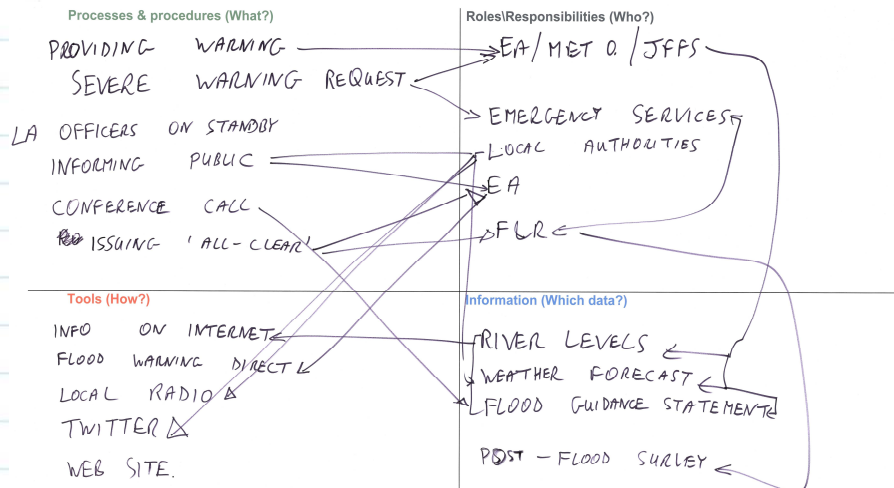 Processes & procedures (What?)
PROVIDING WARNING
SEVERE WARNING REQUEST
LA OFFICERS ON STANDBY
INFORMING PUBLIC
CONFERENCE CALL
ISSUING 'ALL-CLEAR'
Roles\Responsibilities (Who?)
EA/MET O./JFFS
EMERGENCY SERVICES
LOCAL AUTHORITIES
EA
FLR
Tools (How?)
INFO ON INTERNET
FLOOD WARNING DIRECT
LOCAL RADIO
TWITTER
WEB SITE.
Information (Which data?)
RIVER LEVELS
WEATHER FORECAST
FLOOD GUIDANCE STATEMENT
POST-FLOOD SURLEY